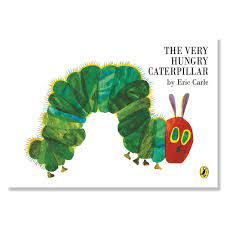 THE VERY
HUNGRY
CATERPILLAR
by Eric Carle